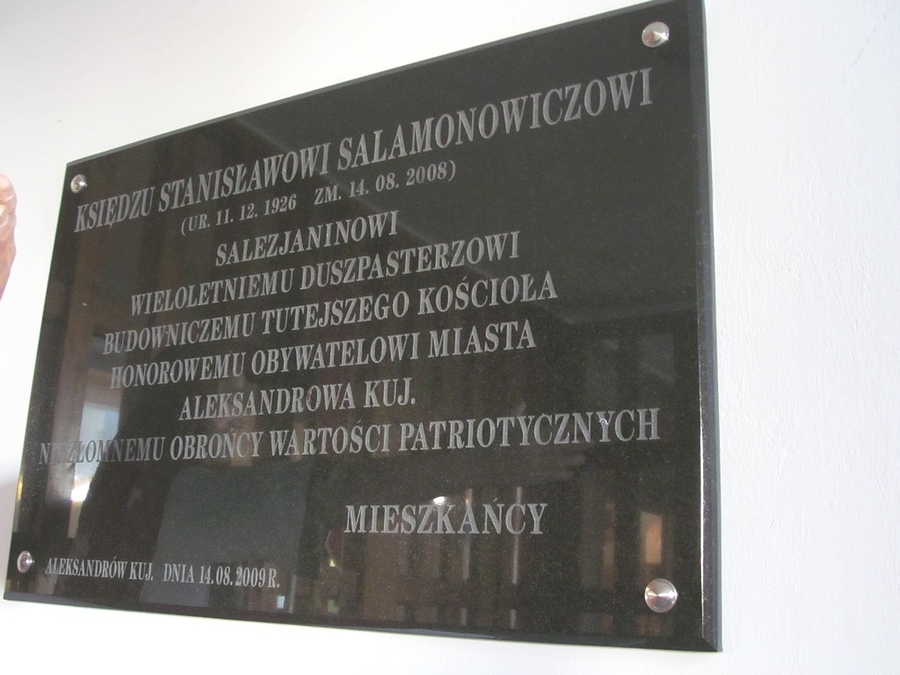 KSIĘDZU STANISŁAWOWI SALAMONOWICZOWI
(UR. 11. 12. 1926 ZM. 14. 08. 2008)
SALEZJANINOWI
WIELOLETNIEMU DUSZPASTERZOWI
BUDOWNICZEMU TUTEJSZEGO KOŚCIOŁA
HONOROWEMU OBYWATELOWI MIASTA
ALEKSANDROWA KUJ.
NIEZŁOMNEMU OBROŃCY WARTOŚCI PATRIOTYCZNYCH
MIESZKAŃCY
ALEKSANDRÓW KUJ. DNIA 14.08.2009 R.